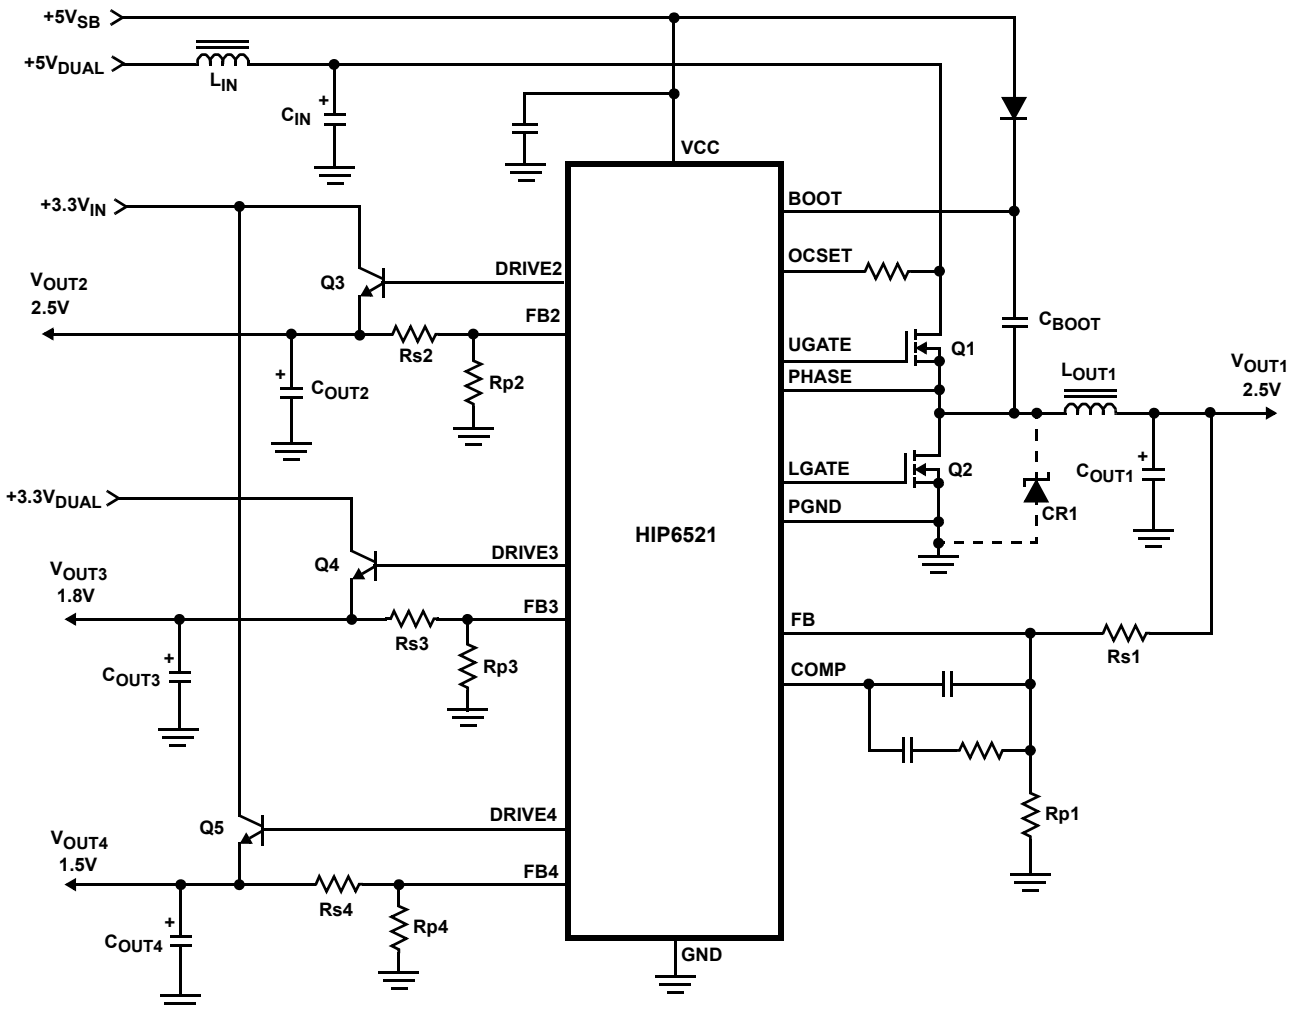 +5VSB
+5VDUAL
LIN
CIN
+
VCC
+3.3VIN
BOOT
OCSET
Q3
DRIVE2
VOUT2
2.5V
FB2
Rs2
Rp2
+
COUT2
CBOOT
UGATE
Q1
PHASE
LOUT1
VOUT1
2.5V
LGATE
Q2
+
COUT1
PGND
CR1
+3.3VDUAL
HIP6521
Q4
DRIVE3
VOUT3
1.8V
FB3
Rs3
Rp3
+
COUT3
FB
Rs1
COMP
Rp1
Q5
DRIVE4
VOUT4
1.5V
FB4
Rs4
Rp4
+
COUT4
GND